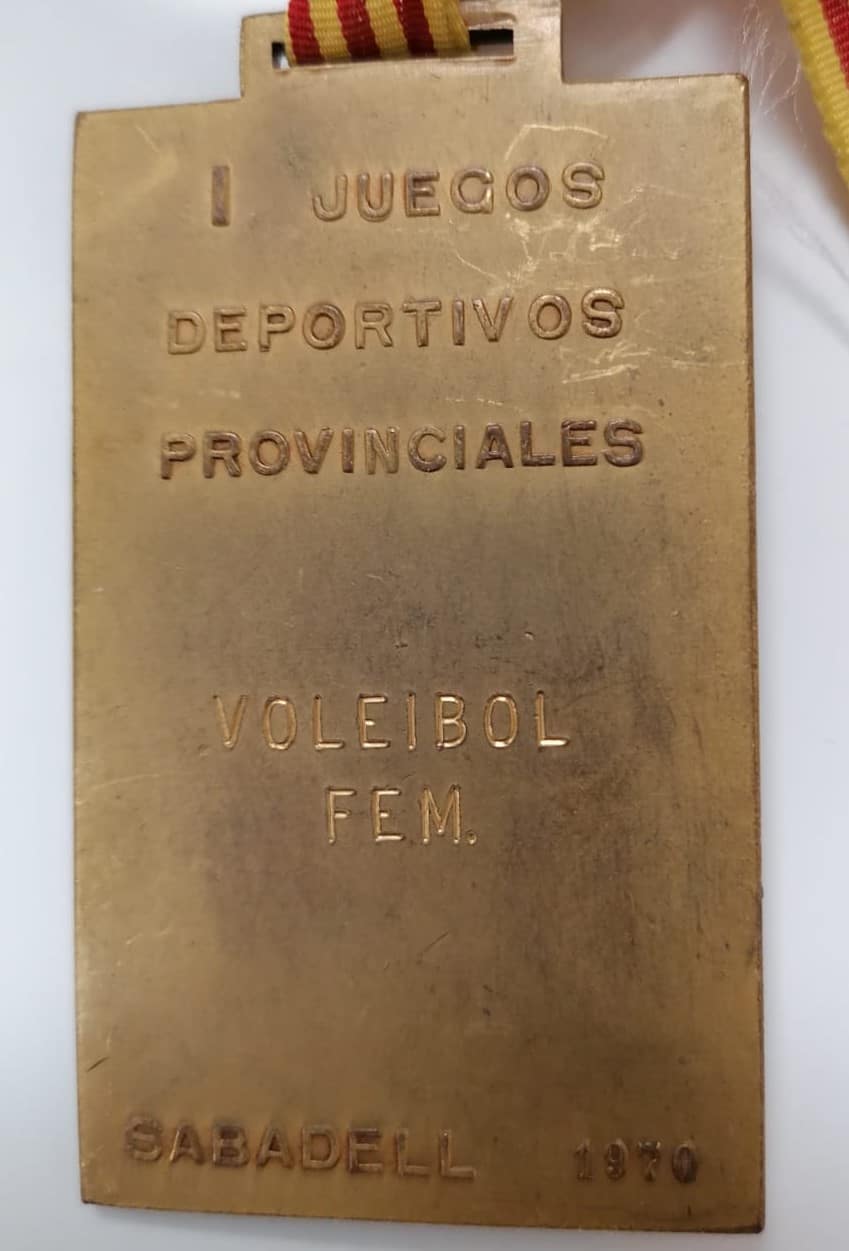 I JUEGOS
DEPORTIVOS
PROVINCIALES
VOLEIBOL
FEM.
SABADELL 1970